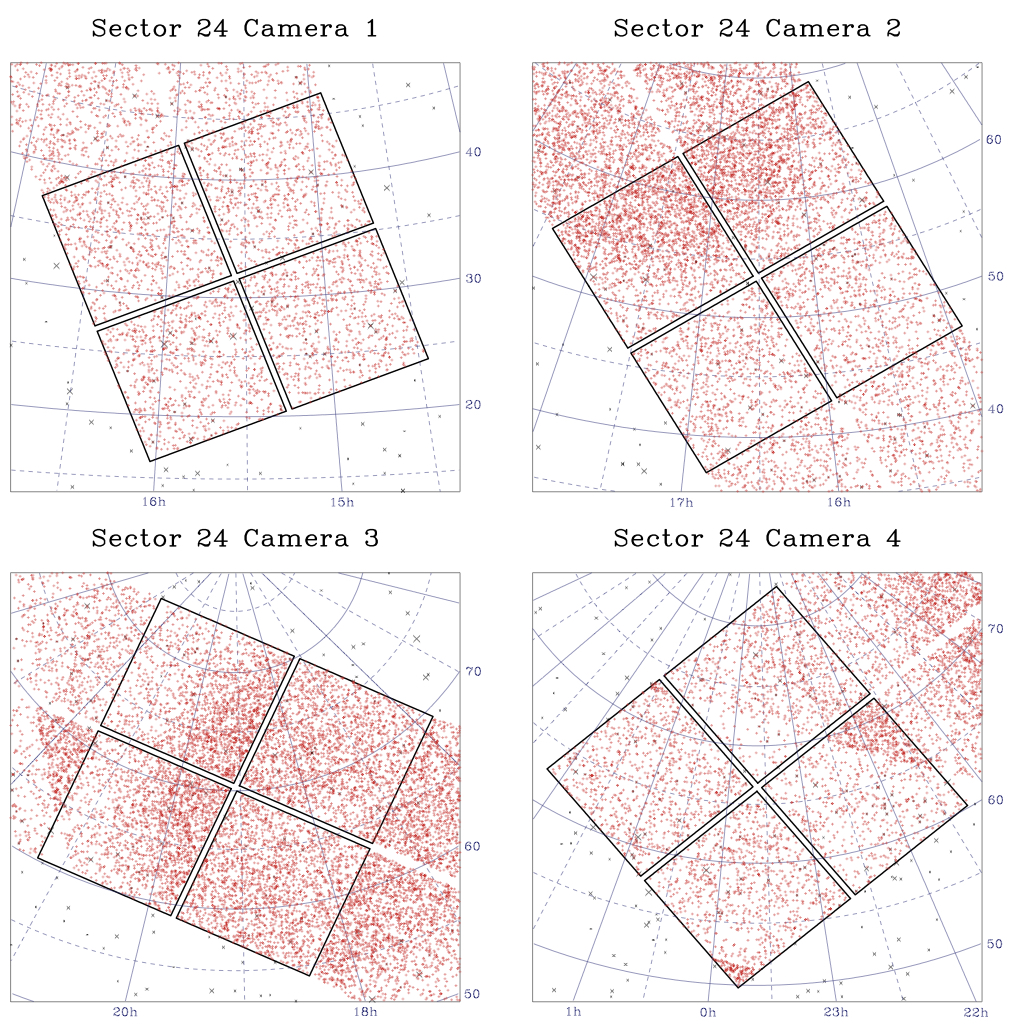 Sector 24 Camera 1
40
30
20
16h
15h
Sector 24 Camera 2
60
50
40
17h
16h
Sector 24 Camera 3
70
60
50
20h
18h
Sector 24 Camera 4
70
60
50
1h
0h
23h
22h